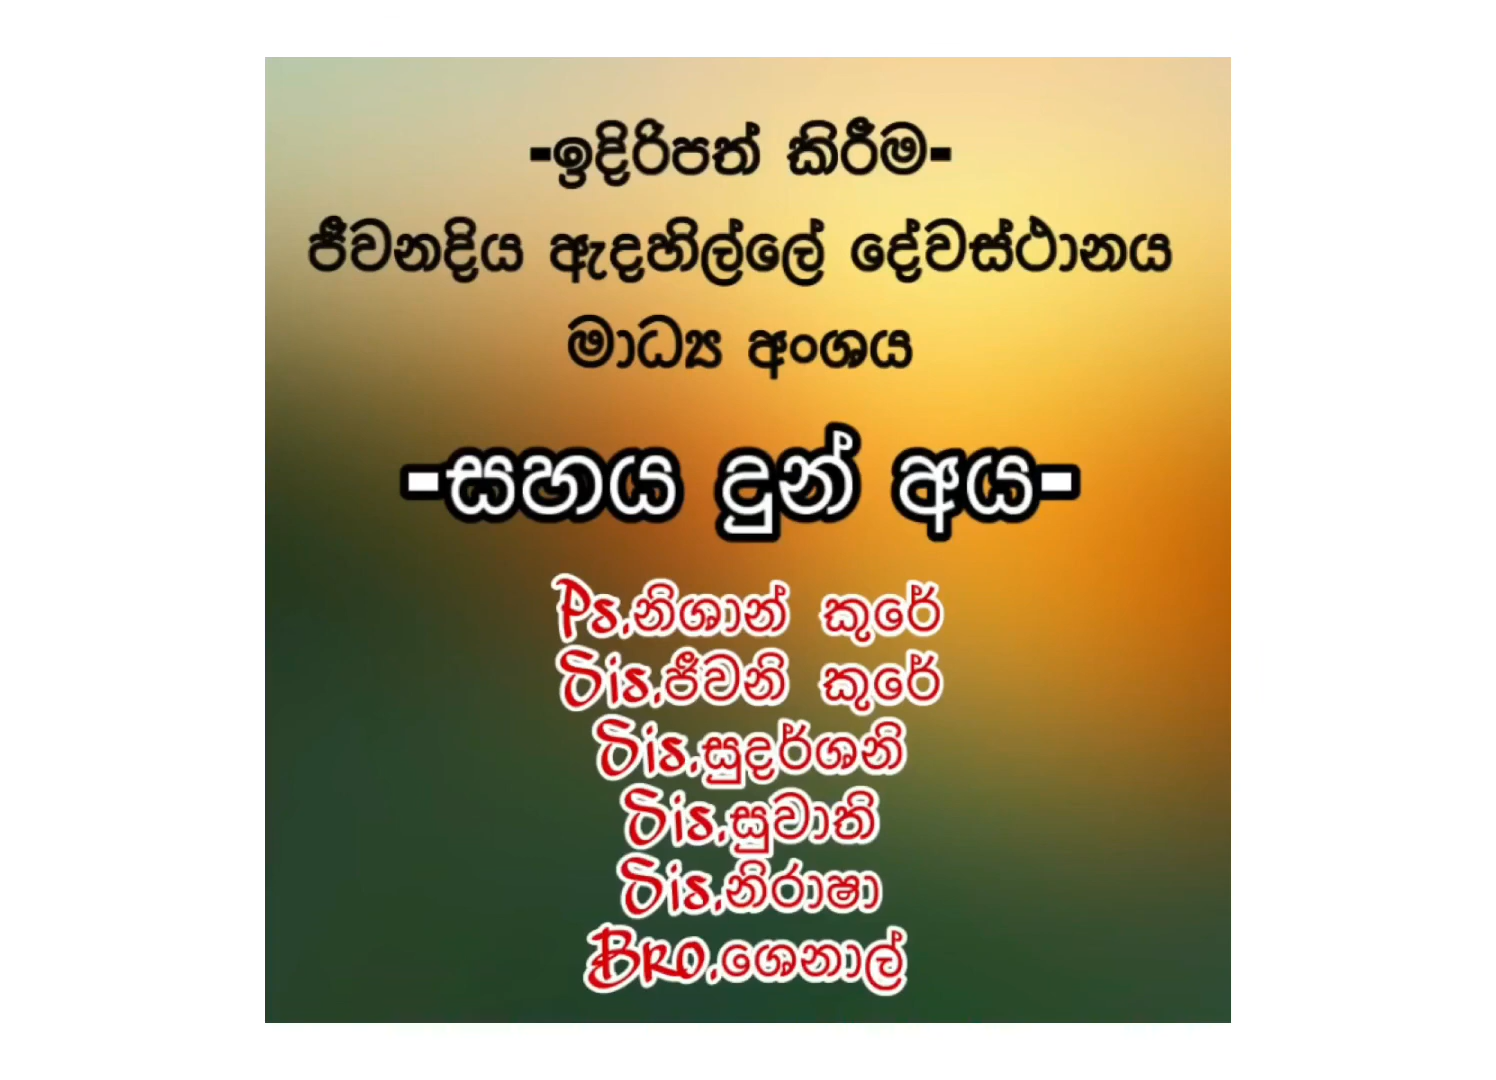 -ඉදිරිපත් කිරීම-
ජීවනදිය ඇදහිල්ලේ දේවස්ථානය
මාධ්‍ය අංශය
-සහය දුන් අය-
Ps.නිශාන් කුරේ
Sis.ජීවනි කුරේ
Sis.සුදර්ශනි
Sis.සුවාති
Sis.නිරාෂා
Bro.ශෙනාල්